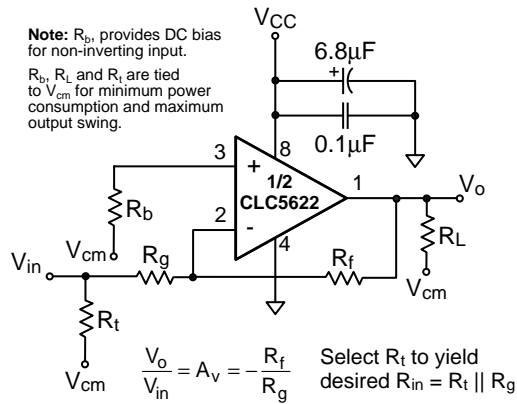 Note: Rb, provides DC bias
for non-inverting input.
Rb, RL and Rt are tied
to Vcm for minimum power
consumption and maximum
output swing.
VCC
6.8µF
+
0.1µF
3
+
8
1/2
CLC5622
1
Vo
2
-
4
Rb
Vcm
Vin
Rg
Rf
RL
Vcm
Rt
Vcm
Vo/Vin = Av = -Rf/Rg
Select Rt to yield
desired Rin = Rt || Rg